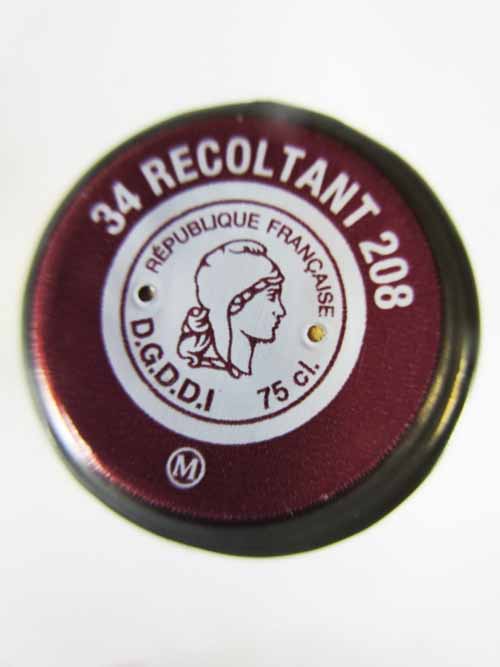 34 RECOLTANT 208
RÉPUBLIQUE FRANÇAISE
D.G.D.D.I
75 cl.
M